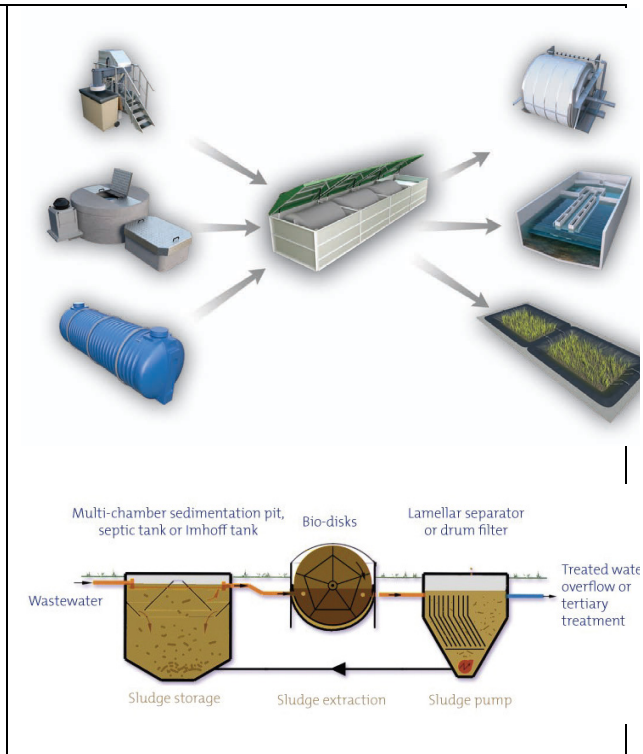 Multi-chamber sedimentation pit,
septic tank or Imhoff tank
Bio-disks
Lamellar separator
or drum filter
Wastewater
Treated wate
overflow or
tertiary
treatment
Sludge storage
Sludge extraction
Sludge pump